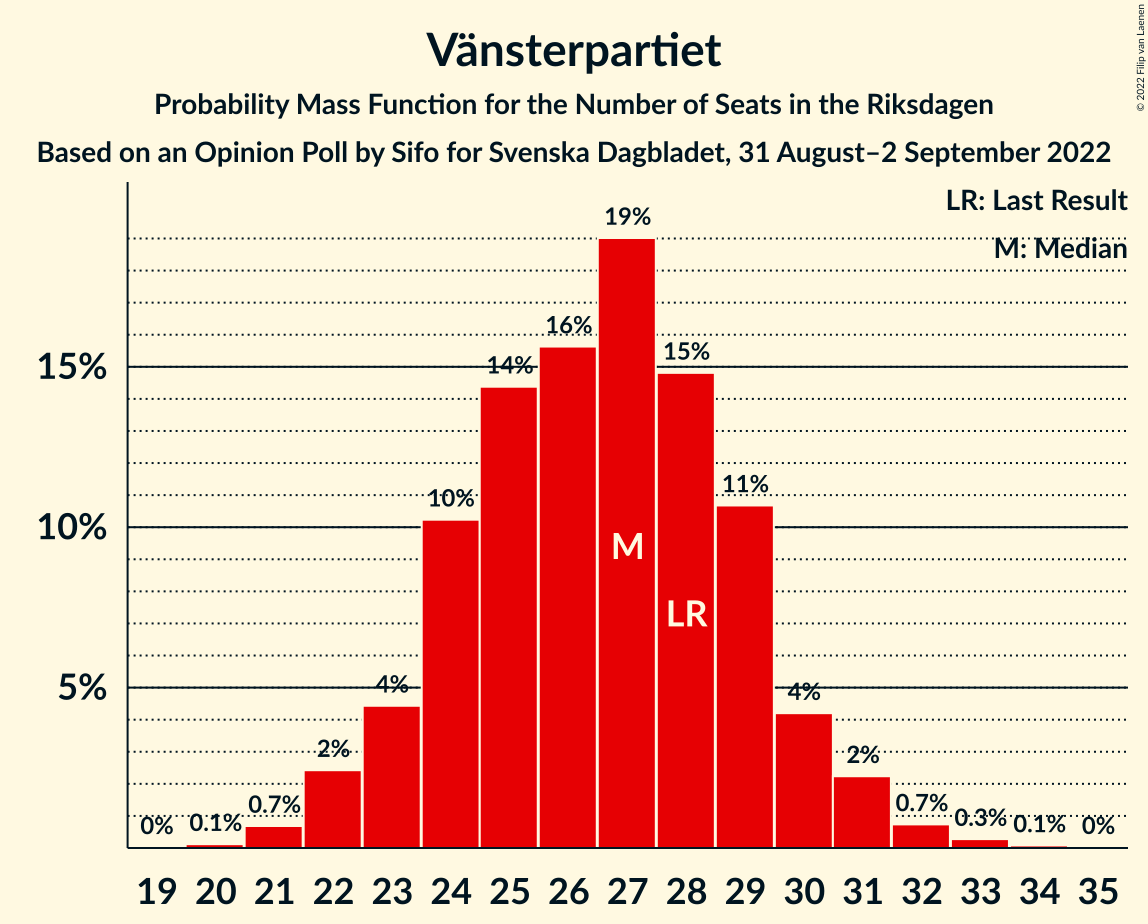 Vänsterpartiet
Probability Mass Function for the Number of Seats in the Riksdagen
Based on an Opinion Poll by Sifo for Svenska Dagbladet, 31 August–2 September 2022
© 2022 Filip van Laenen
LR: Last Result
M: Median
15%
10%
5%
0%
0.1%
0.7%
2%
4%
10%
14%
16%
19%
15%
11%
4%
2%
0.7%
0.3%
0.1%
0%
M
LR
19 20 21 22 23 24 25 26 27 28 29 30 31 32 33 34 35